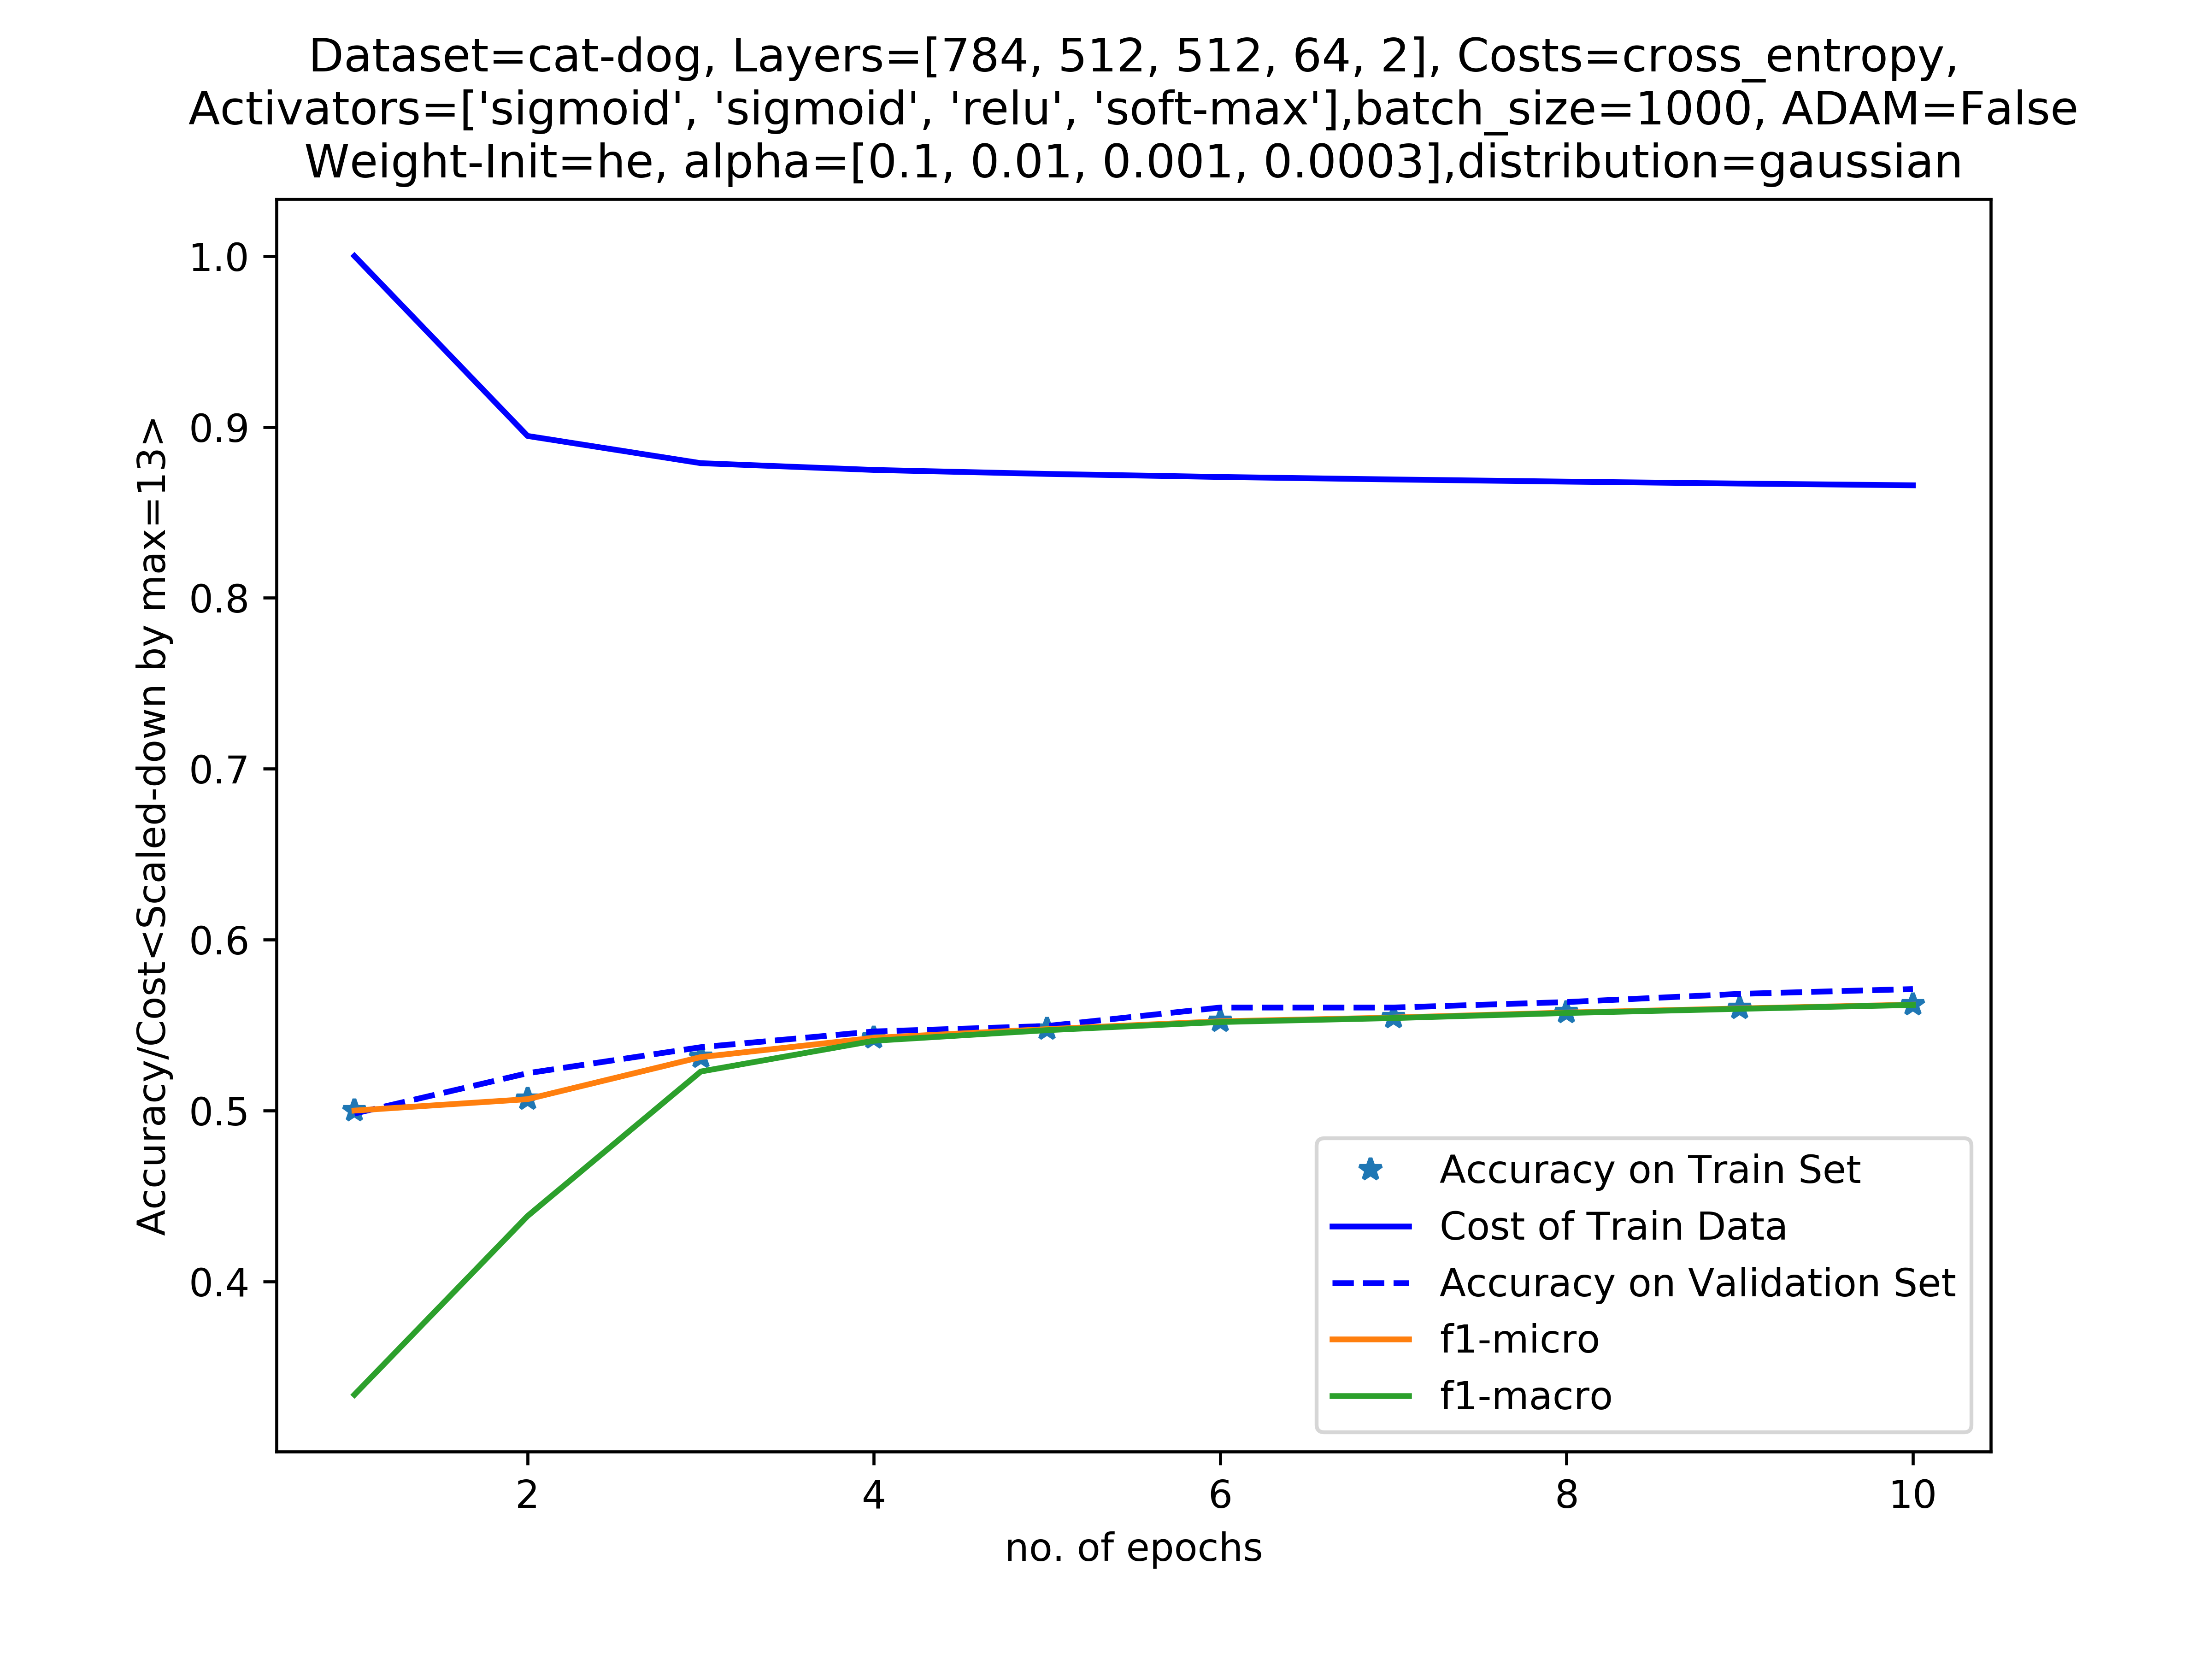 Dataset=cat-dog, Layers=[784, 512, 512, 64, 2], Costs=cross_entropy,
Activators=['sigmoid', 'sigmoid', 'relu', 'soft-max'],batch_size=1000, ADAM=False
Weight-Init=he, alpha=[0.1, 0.01, 0.001, 0.0003],distribution=gaussian
Accuracy/Cost<Scaled-down by max=13>
1.0
0.9
0.8
0.7
0.6
0.5
0.4
Accuracy on Train Set
Cost of Train Data
Accuracy on Validation Set
f1-micro
f1-macro
2 4 6 8 10
no. of epochs